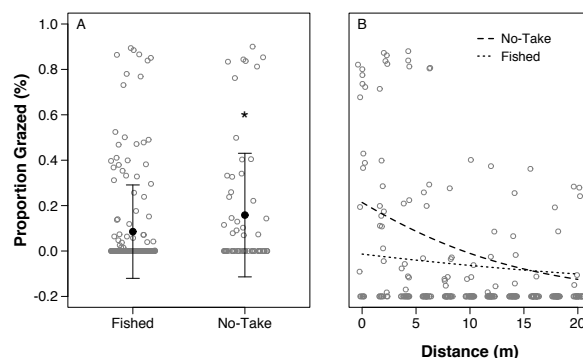 A
B
No-Take
Fished
Proportion Grazed (%)
1.0
0.8
0.6
0.4
0.2
0.0
-0.2
*
Fished
No-Take
0
5
10
15
20
Distance (m)